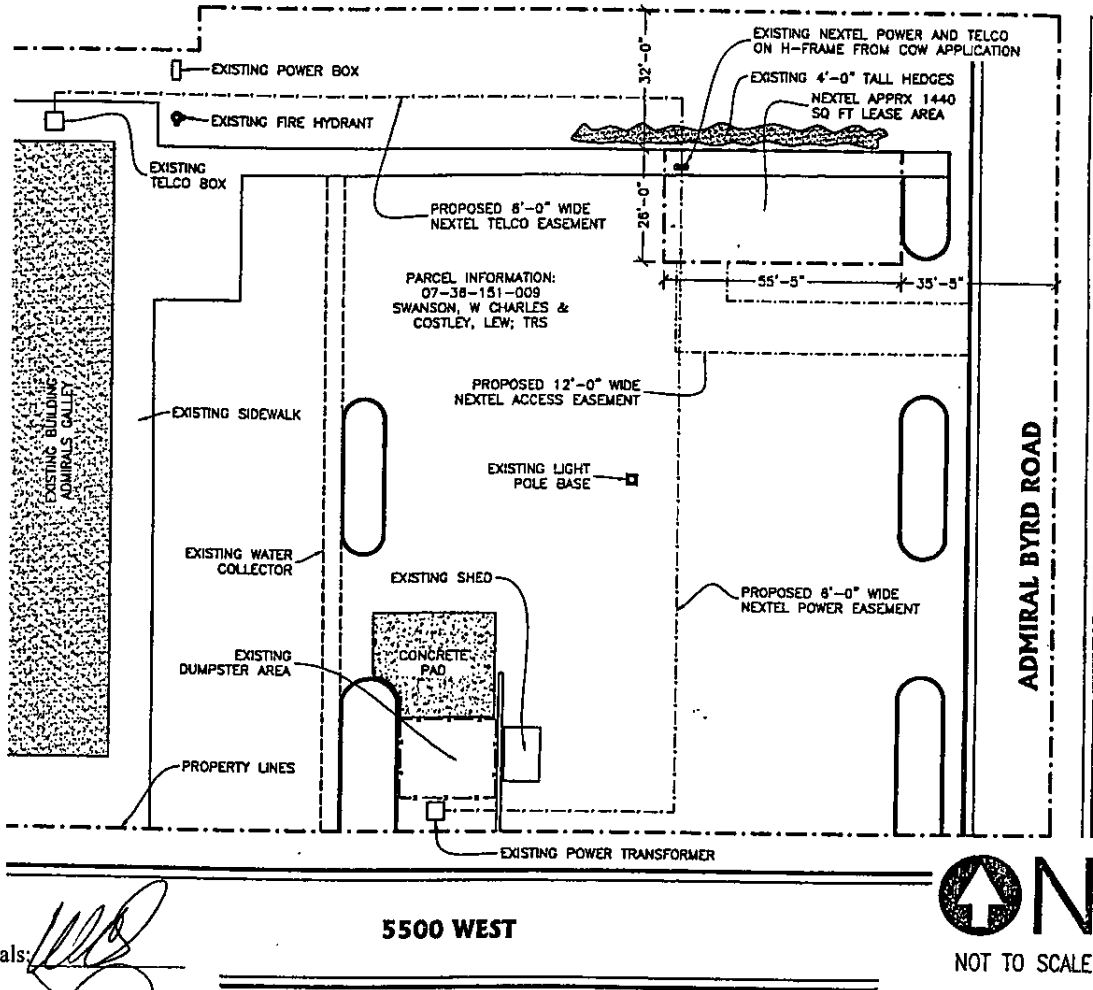 EXISTING NEXTEL POWER AND TELCO
ON H-FRAME FROM COW APPLICATION
EXISTING POWER BOX
32'-0"
EXISTING 4'-0" TALL HEDGES
NEXTEL APPRX 1440
SQ FT LEASE AREA
EXISTING FIRE HYDRANT
EXISTING
TELCO BOX
PROPOSED 8'-0" WIDE
NEXTEL TELCO EASEMENT
26'-0"
PARCEL INFORMATION:
07-36-151-009
SWANSON, W CHARLES &
COSTLEY, LEW; TRS
55'-5"
35'-5"
PROPOSED 12'-0" WIDE
NEXTEL ACCESS EASEMENT
EXISTING BUILDING
ADMIRALS GALLEY
EXISTING SIDEWALK
EXISTING LIGHT
POLE BASE
ADMIRAL BYRD ROAD
EXISTING WATER
COLLECTOR
EXISTING SHED
PROPOSED 8'-0" WIDE
NEXTEL POWER EASEMENT
EXISTING
DUMPSTER AREA
CONCRETE
PAD
PROPERTY LINES
EXISTING POWER TRANSFORMER
5500 WEST
N
NOT TO SCALE
als: